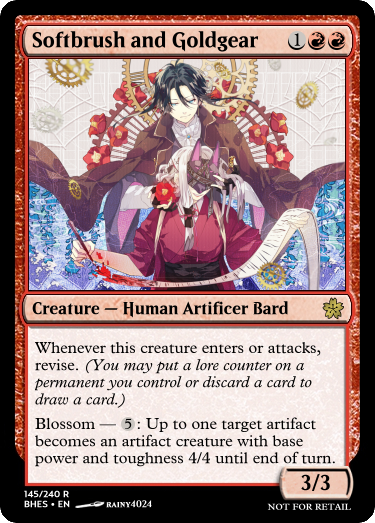 Softbrush and Goldgear 1
Creature — Human Artificer Bard
Whenever this creature enters or attacks,
revise. (You may put a lore counter on a
permanent you control or discard a card to
draw a card.)
Blossom — 5: Up to one target artifact
becomes an artifact creature with base
power and toughness 4/4 until end of turn.
3/3
145/240 R
BHES • EN RAINY4024
NOT FOR RETAIL